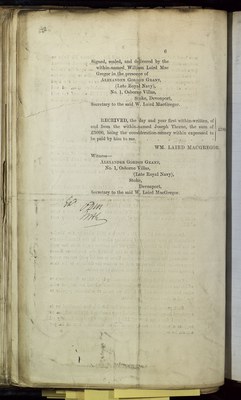 6
Signed, sealed, and delivered by the
within-named William Laird Mac
Gregor in the presence of
ALEXANDER GORDON GRANT,
(Late Royal Navy),
No. 1, Osborne Villas,
Stoke, Devonport,
Secretary to the said W. Laird MacGregor.
RECEIVED, the day and year first within-written, of
and from the within-named Joseph Thorne, the sum of
being the consideration-money within expressed to
be paid by him to me.
WM. LAIRD MACGREGOR.
Witness—
ALEXANDER GORDON GRANT,
No. 1, Osborne Villas,
(Late Royal Navy),
Stoke,
Devonport,
Secretary to the said W. Laird MacGregor.